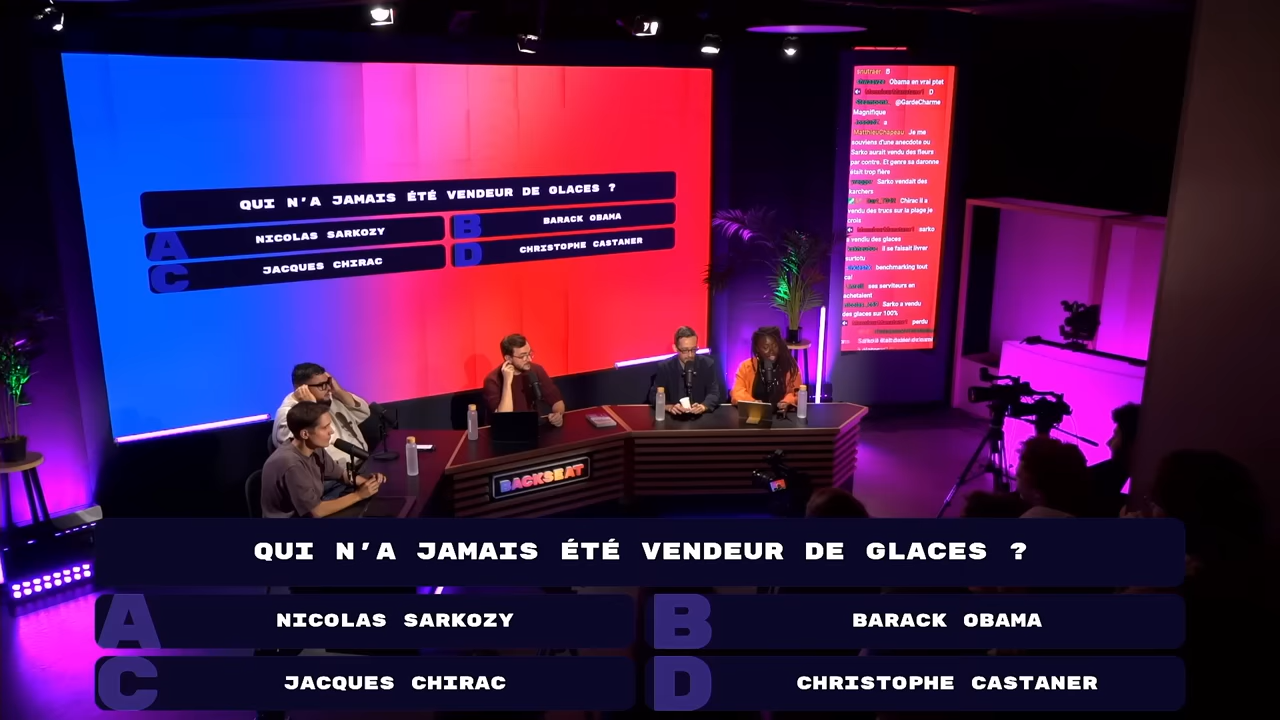 QUI N'A JAMAIS ÉTÉ VENDEUR DE GLACES ?
A NICOLAS SARKOZY
B BARACK OBAMA
C JACQUES CHIRAC
D CHRISTOPHE CASTANER
Obama en vrai ptet
D
@GardeCharme
Magnifique
a
MatthieuChapeau Je me
souviens d'une anecdote ou
Sarko aurait vendu des fleurs
par contre. Et genre sa daronne
était trop fière
Sarko vendait des
karchers
Chirac il a
vendu des trucs sur la plage je
crois
sarko
a vendu des glaces
il se faisait livrer
surtotu
benchmarking tout
ca!
ses serviteurs en
achetaient
Sarko a vendu
des glaces sur 100%
perdu
BACKSEAT
QUI N'A JAMAIS ÉTÉ VENDEUR DE GLACES ?
A NICOLAS SARKOZY
B BARACK OBAMA
C JACQUES CHIRAC
D CHRISTOPHE CASTANER